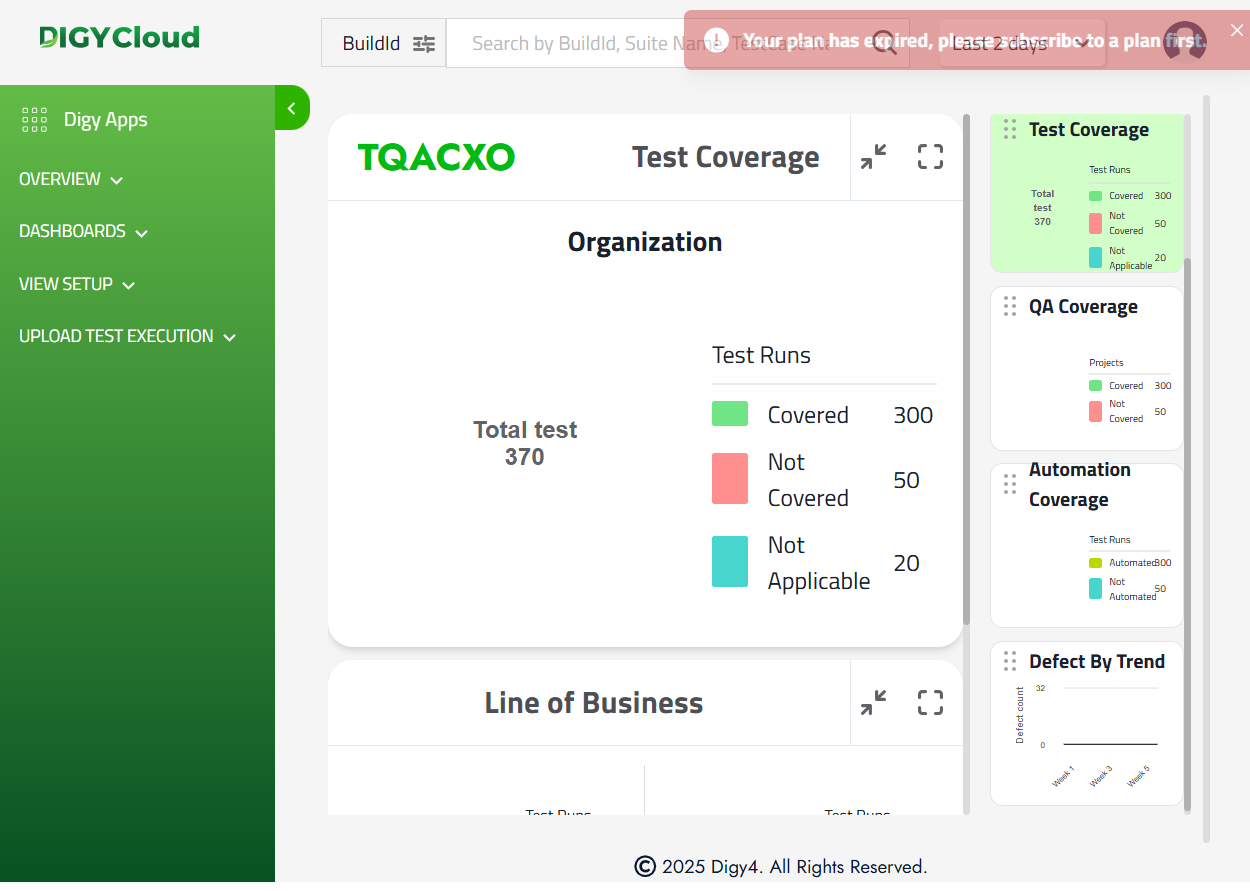 DIGYCloud
BuildId
Search by BuildId, Suite Name, TestCase
Last 2 days
Your plan has expired, please subscribe to a plan first.
Digy Apps
OVERVIEW
DASHBOARDS
VIEW SETUP
UPLOAD TEST EXECUTION
TQACXO
Test Coverage
Organization
Total test
370
Test Runs
Covered 300
Not
Covered 50
Not
Applicable 20
Line of Business
Test Runs Test Runs
Test Coverage
Test Runs
Total
test
370
Covered 300
Not
Covered 50
Not
Applicable 20
QA Coverage
Projects
Covered 300
Not
Covered 50
Automation
Coverage
Test Runs
Automated 300
Not
Automated 50
Defect By Trend
Defect count
32
0
Week 1 Week 3 Week 5
© 2025 Digy4. All Rights Reserved.